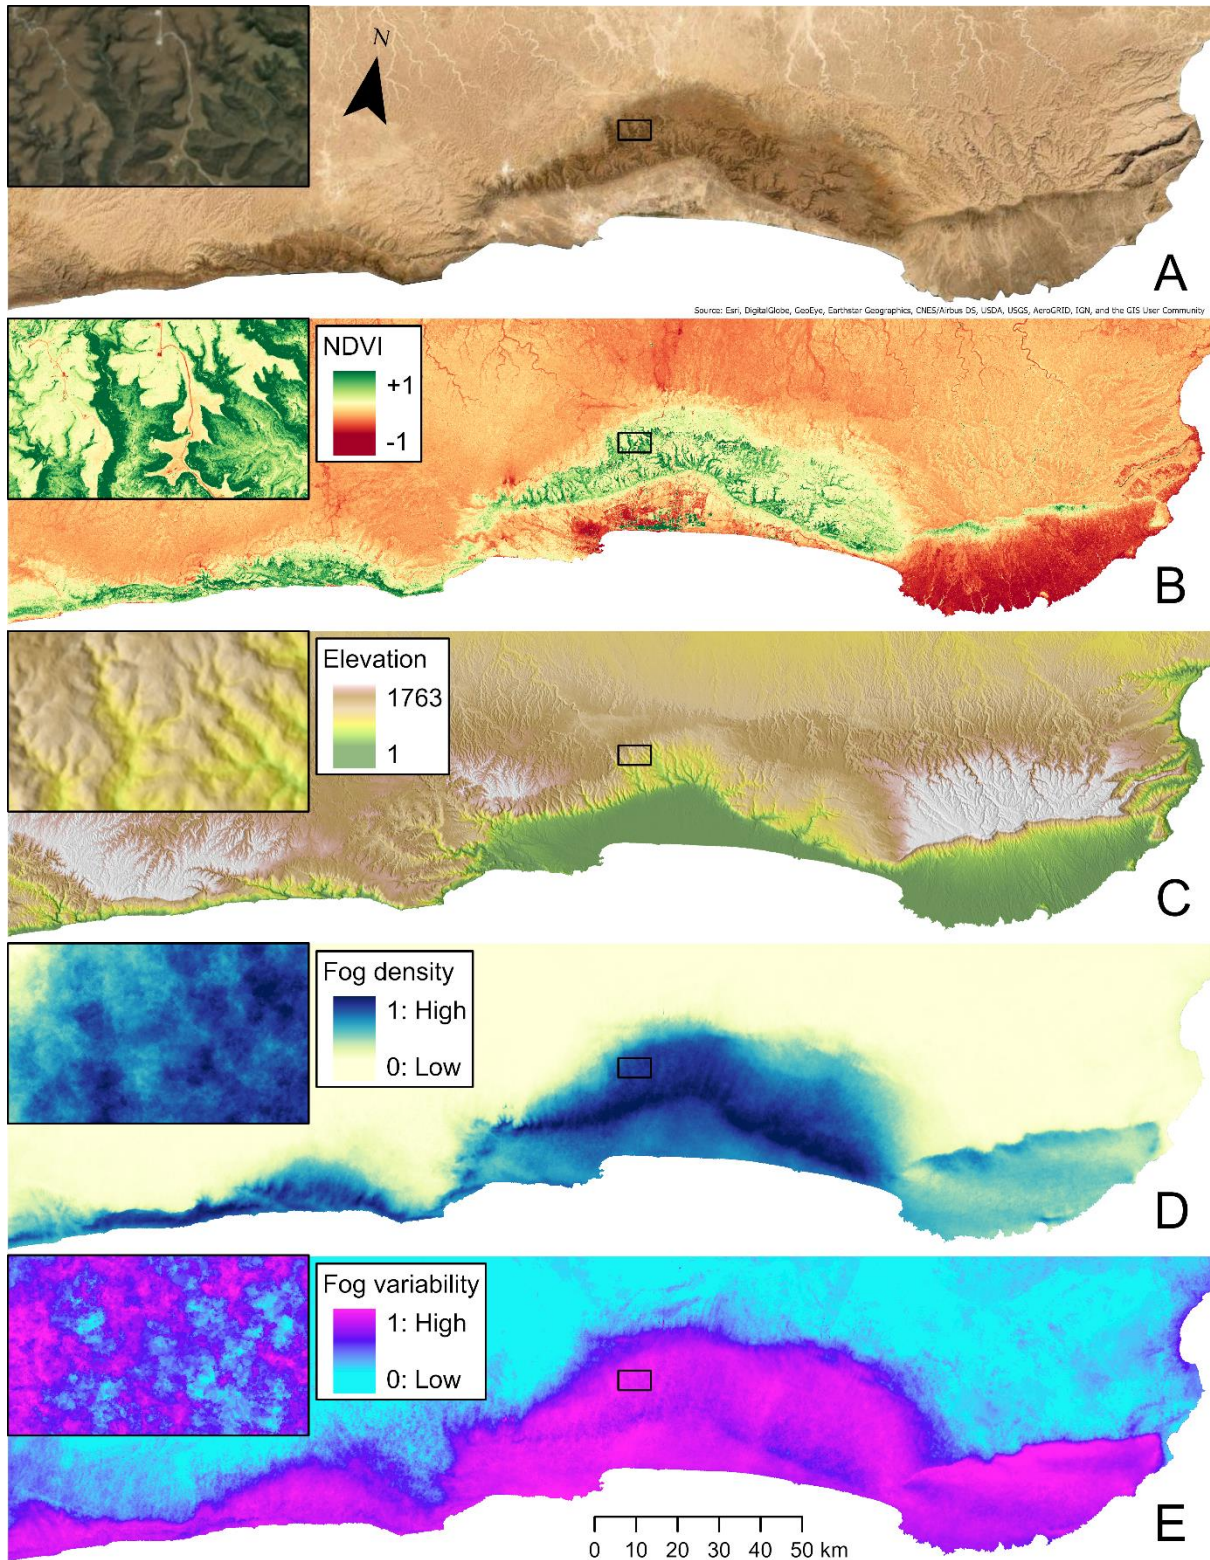 N
A
Source: Esri, DigitalGlobe, GeoEye, Earthstar Geographics, CNES/Airbus DS, USDA, USGS, AeroGRID, IGN, and the GIS User Community
NDVI
+1
-1
B
Elevation
1763
1
C
Fog density
1: High
0: Low
D
Fog variability
1: High
0: Low
E
0 10 20 30 40 50 km